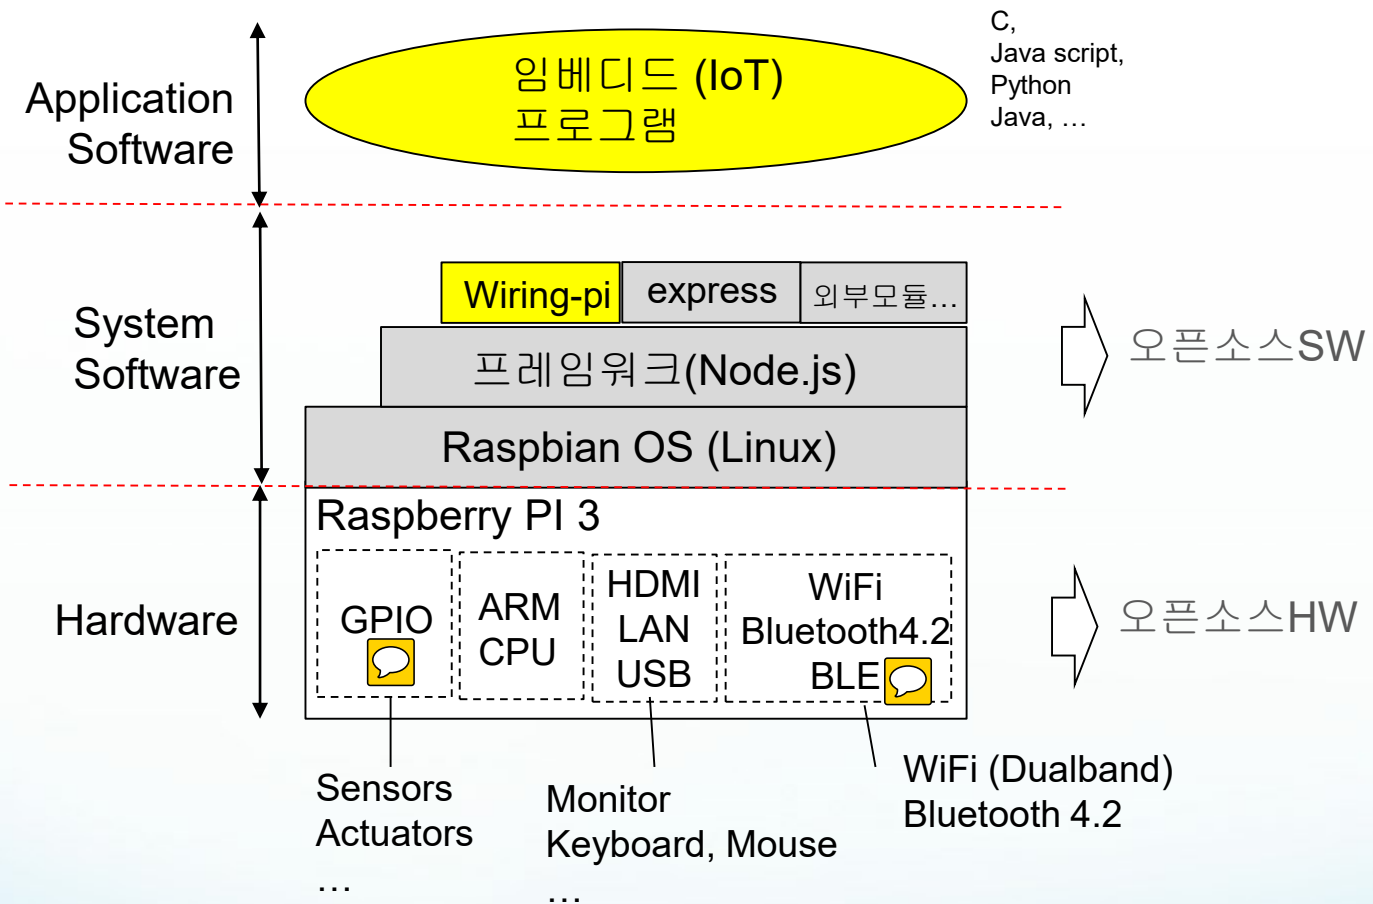 C,
Java script,
Python
Java, …
Application
Software
임베디드 (IoT)
프로그램
System
Software
Wiring-pi
express
외부모듈…
프레임워크(Node.js)
Raspbian OS (Linux)
오픈소스SW
Hardware
Raspberry PI 3
GPIO
ARM
CPU
HDMI
LAN
USB
WiFi
Bluetooth4.2
BLE
오픈소스HW
Sensors
Actuators
…
Monitor
Keyboard, Mouse
…
WiFi (Dualband)
Bluetooth 4.2